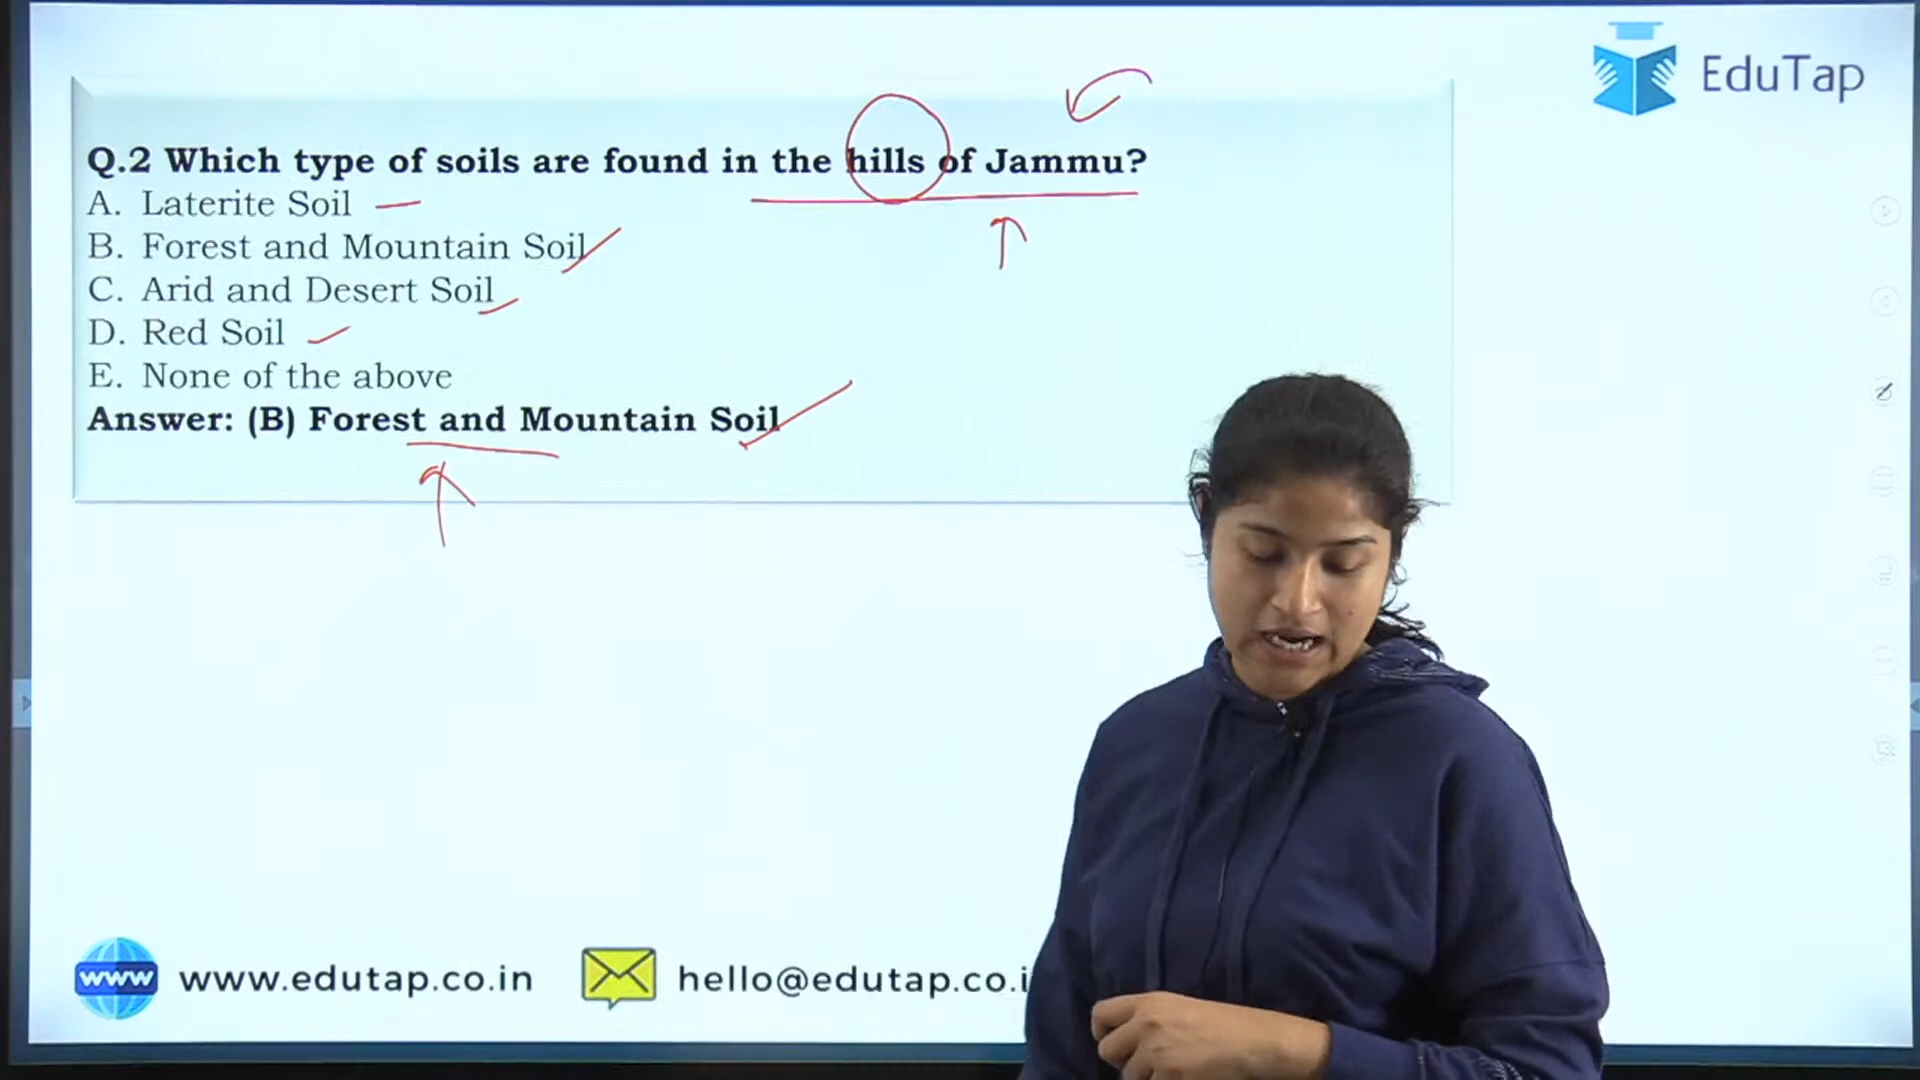 EduTap
Q.2 Which type of soils are found in the hills of Jammu?
A. Laterite Soil
B. Forest and Mountain Soil
C. Arid and Desert Soil
D. Red Soil
E. None of the above
Answer: (B) Forest and Mountain Soil
www www.edutap.co.in hello@edutap.co.i